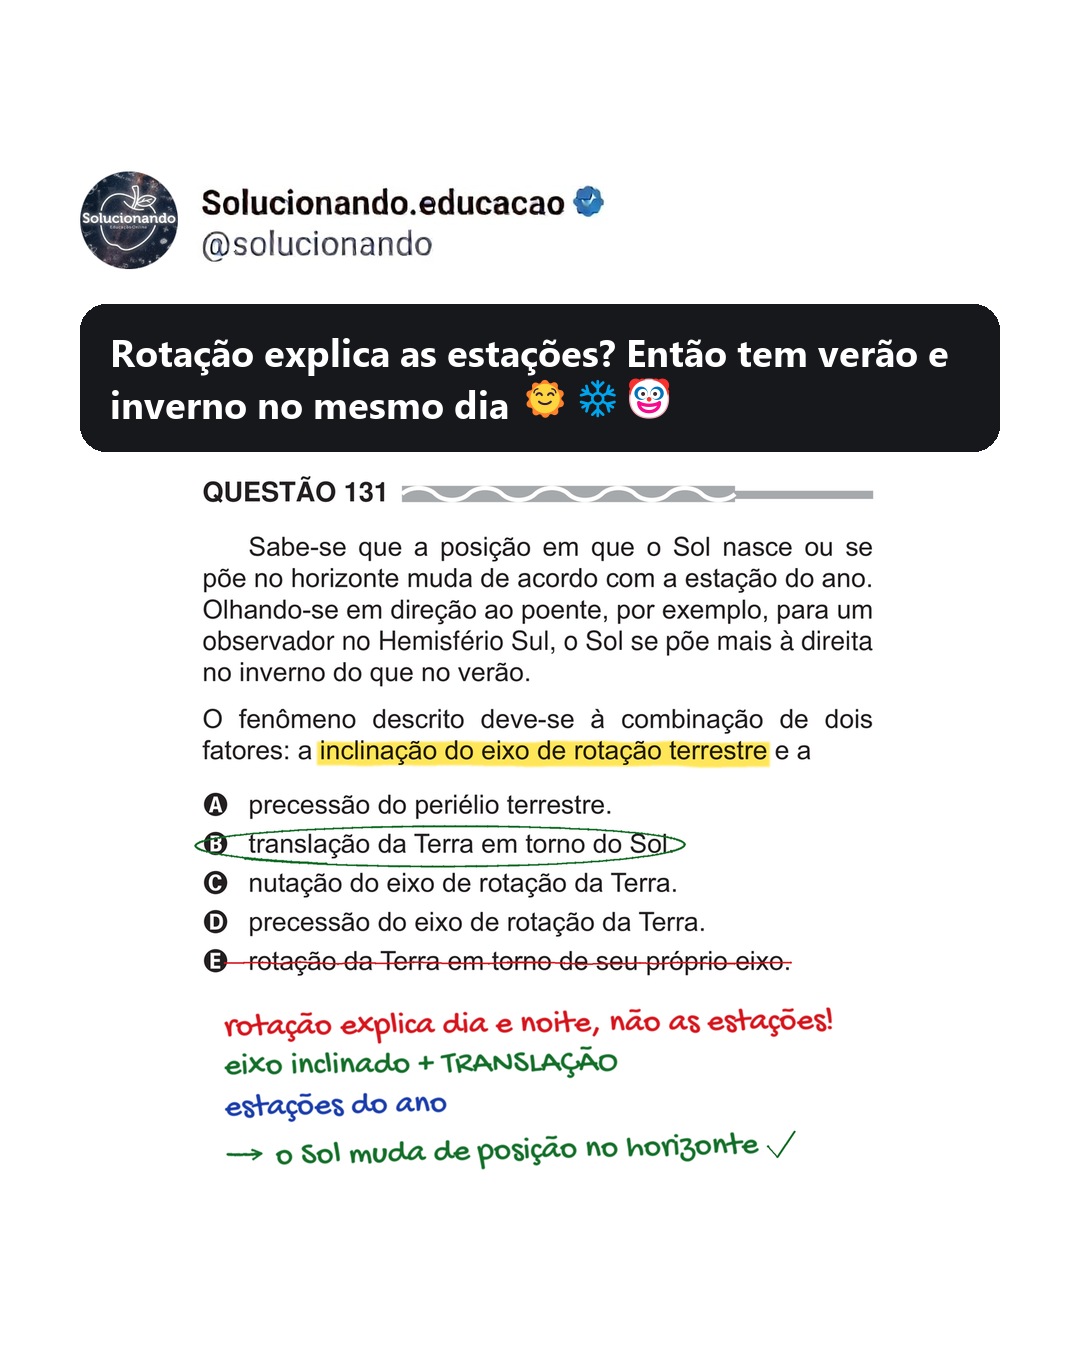 Solucionando
Educação Online
Solucionando.educacao
@solucionando
Rotação explica as estações? Então tem verão e
inverno no mesmo dia 🌞 ❄️ 🤡
QUESTÃO 131
Sabe-se que a posição em que o Sol nasce ou se
põe no horizonte muda de acordo com a estação do ano.
Olhando-se em direção ao poente, por exemplo, para um
observador no Hemisfério Sul, o Sol se põe mais à direita
no inverno do que no verão.
O fenômeno descrito deve-se à combinação de dois
fatores: a inclinação do eixo de rotação terrestre e a
A precessão do periélio terrestre.
B translação da Terra em torno do Sol.
C nutação do eixo de rotação da Terra.
D precessão do eixo de rotação da Terra.
E rotação da Terra em torno de seu próprio eixo.
rotação explica dia e noite, não as estações!
eixo inclinado + TRANSLAÇÃO
estações do ano
→ o Sol muda de posição no horizonte ✓